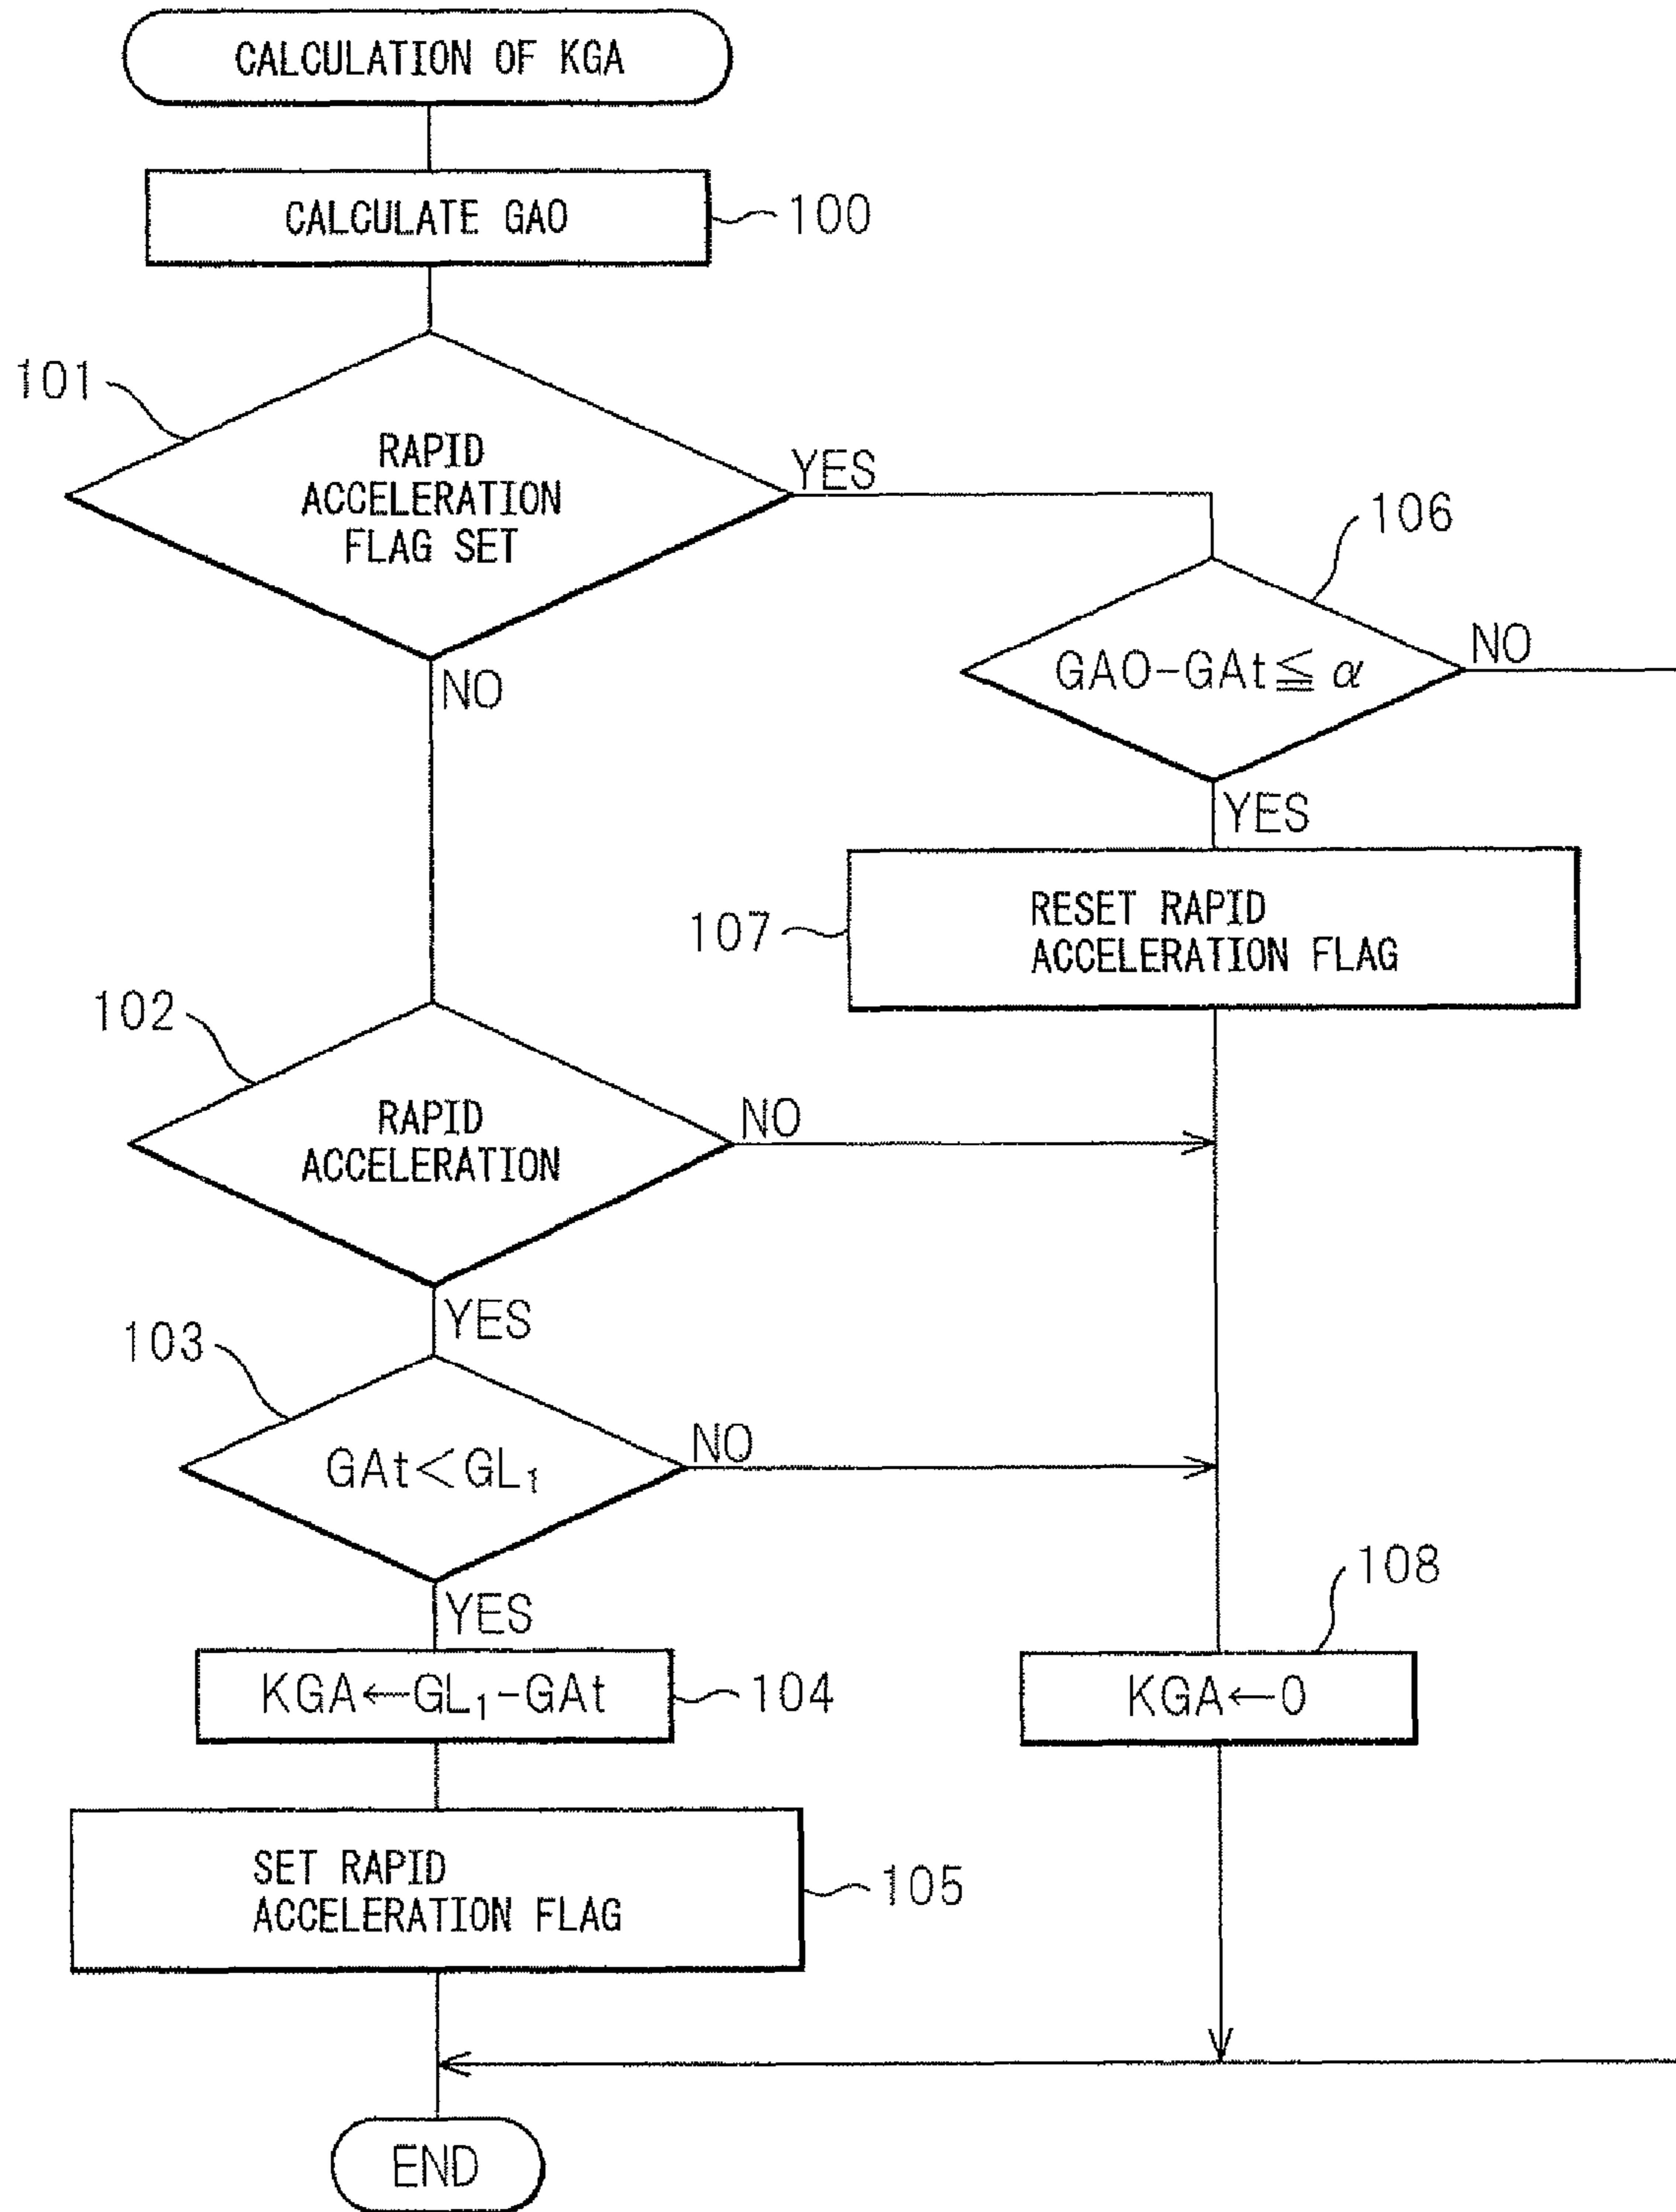 CALCULATION OF KGA
CALCULATE GAO
100
101
RAPID
ACCELERATION
FLAG SET
YES
NO
106
GAO-GAt≦α
NO
YES
107
RESET RAPID
ACCELERATION FLAG
102
RAPID
ACCELERATION
NO
YES
103
GAt<GL₁
NO
YES
KGA←GL₁-GAt
104
108
KGA←0
SET RAPID
ACCELERATION FLAG
105
END